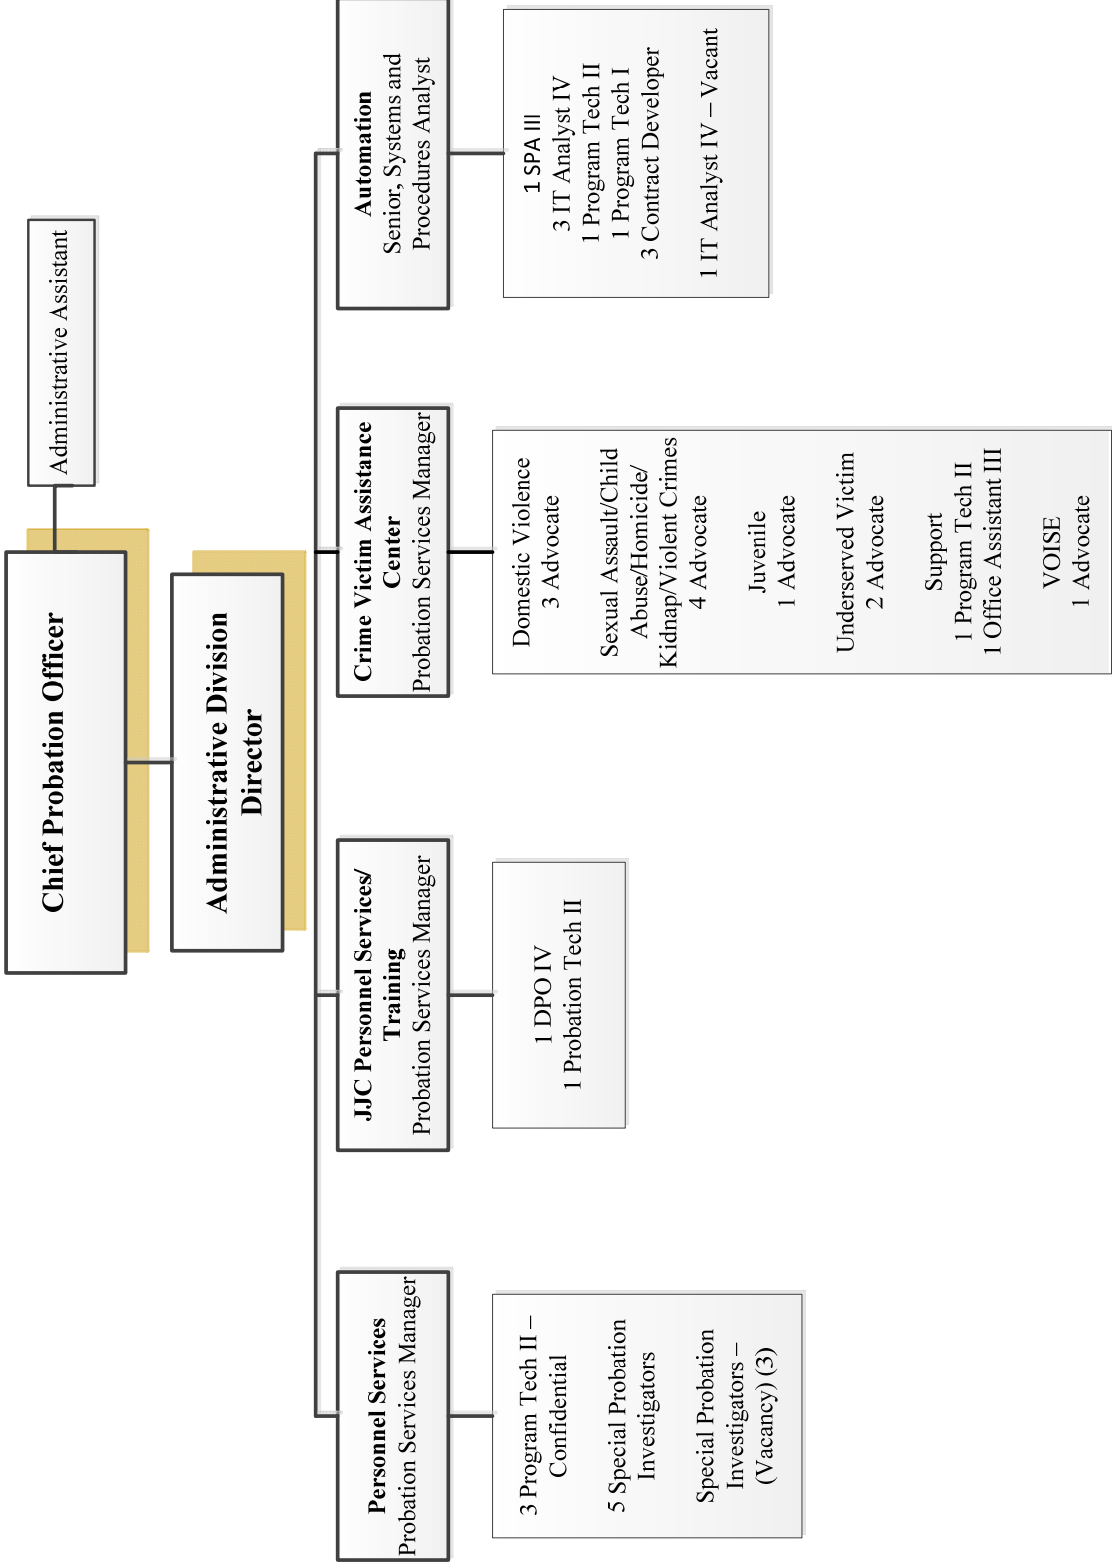 Chief Probation Officer
Administrative Assistant
Administrative Division
Director
Personnel Services
Probation Services Manager
3 Program Tech II –
Confidential
5 Special Probation
Investigators
Special Probation
Investigators –
(Vacancy) (3)
JJC Personnel Services/
Training
Probation Services Manager
1 DPO IV
1 Probation Tech II
Crime Victim Assistance
Center
Probation Services Manager
Domestic Violence
3 Advocate
Sexual Assault/Child
Abuse/Homicide/
Kidnap/Violent Crimes
4 Advocate
Juvenile
1 Advocate
Underserved Victim
2 Advocate
Support
1 Program Tech II
1 Office Assistant III
VOISE
1 Advocate
Automation
Senior, Systems and
Procedures Analyst
1 SPA III
3 IT Analyst IV
1 Program Tech II
1 Program Tech I
3 Contract Developer
1 IT Analyst IV – Vacant